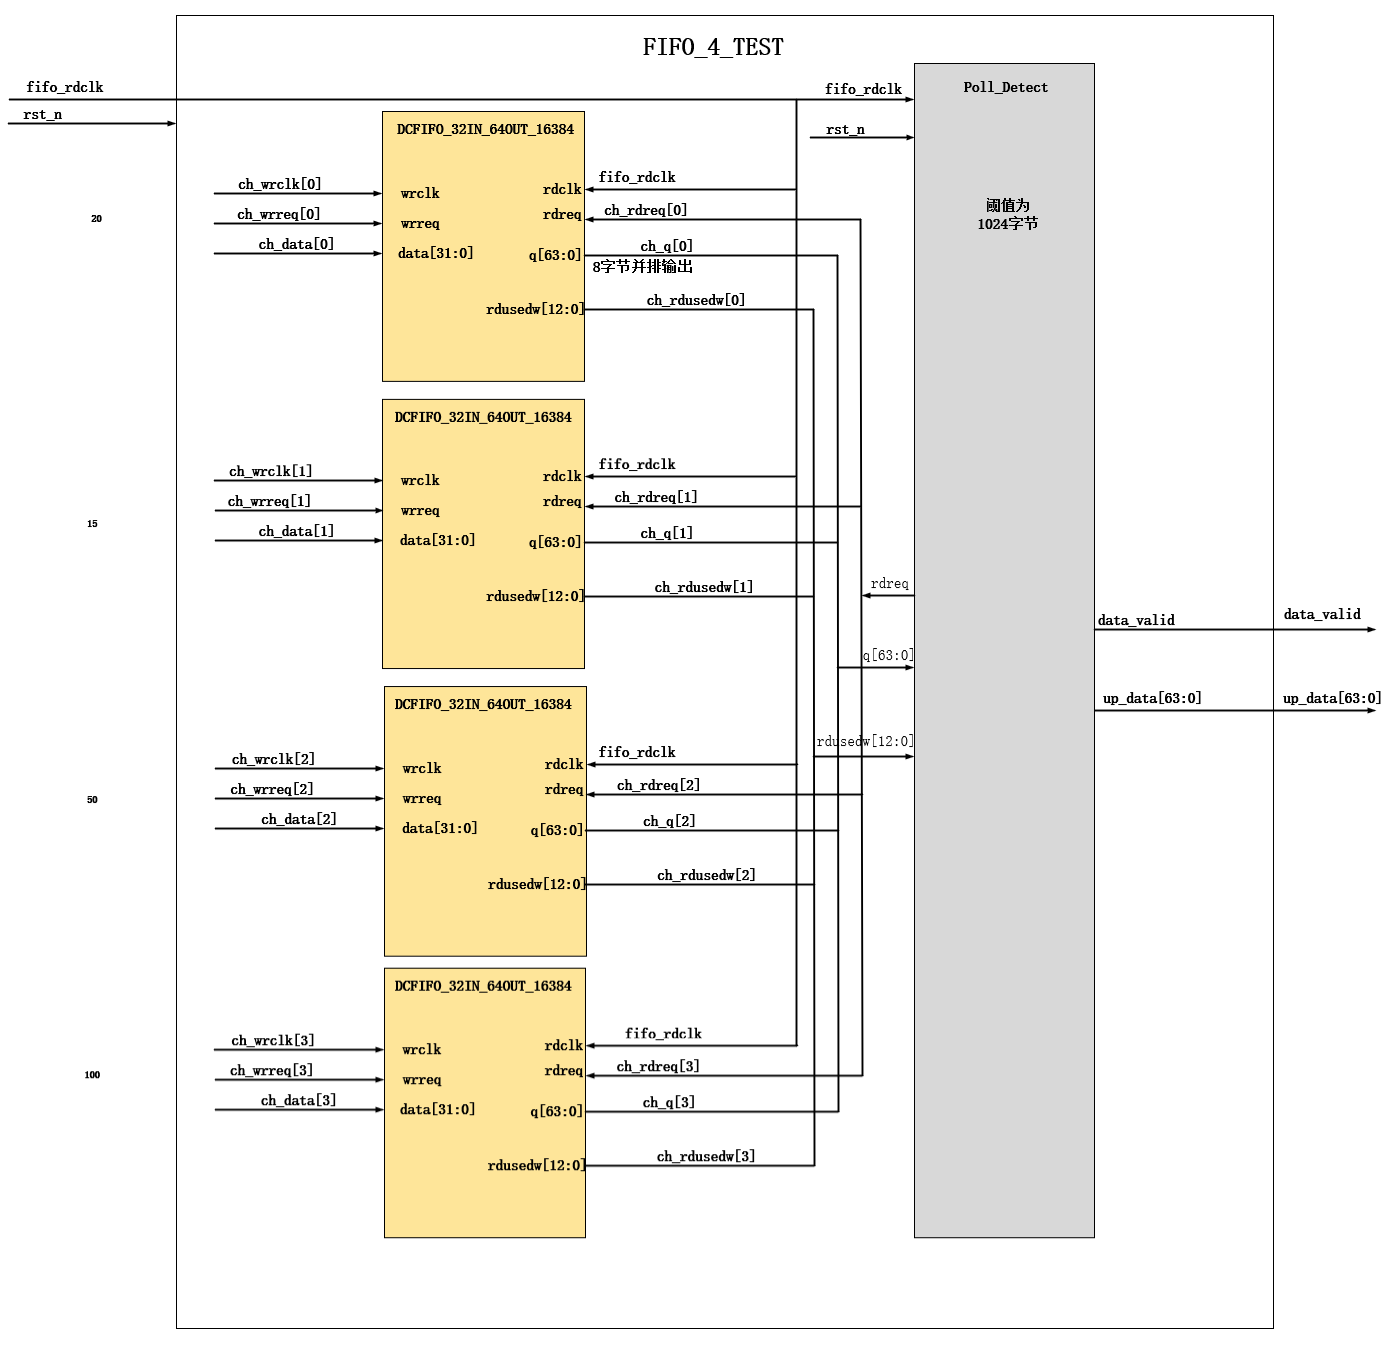 FIFO_4_TEST
fifo_rdclk
rst_n
fifo_rdclk
rst_n
Poll_Detect
阈值为
1024字节
DCFIFO_32IN_64OUT_16384
20
ch_wrclk[0]
ch_wrreq[0]
ch_data[0]
wrclk
wrreq
data[31:0]
rdclk
rdreq
q[63:0]
rdusedw[12:0]
fifo_rdclk
ch_rdreq[0]
ch_q[0]
8字节并排输出
ch_rdusedw[0]
DCFIFO_32IN_64OUT_16384
15
ch_wrclk[1]
ch_wrreq[1]
ch_data[1]
wrclk
wrreq
data[31:0]
rdclk
rdreq
q[63:0]
rdusedw[12:0]
fifo_rdclk
ch_rdreq[1]
ch_q[1]
ch_rdusedw[1]
rdreq
q[63:0]
rdusedw[12:0]
data_valid
data_valid
up_data[63:0]
up_data[63:0]
DCFIFO_32IN_64OUT_16384
50
ch_wrclk[2]
ch_wrreq[2]
ch_data[2]
wrclk
wrreq
data[31:0]
rdclk
rdreq
q[63:0]
rdusedw[12:0]
fifo_rdclk
ch_rdreq[2]
ch_q[2]
ch_rdusedw[2]
DCFIFO_32IN_64OUT_16384
100
ch_wrclk[3]
ch_wrreq[3]
ch_data[3]
wrclk
wrreq
data[31:0]
rdclk
rdreq
q[63:0]
rdusedw[12:0]
fifo_rdclk
ch_rdreq[3]
ch_q[3]
ch_rdusedw[3]